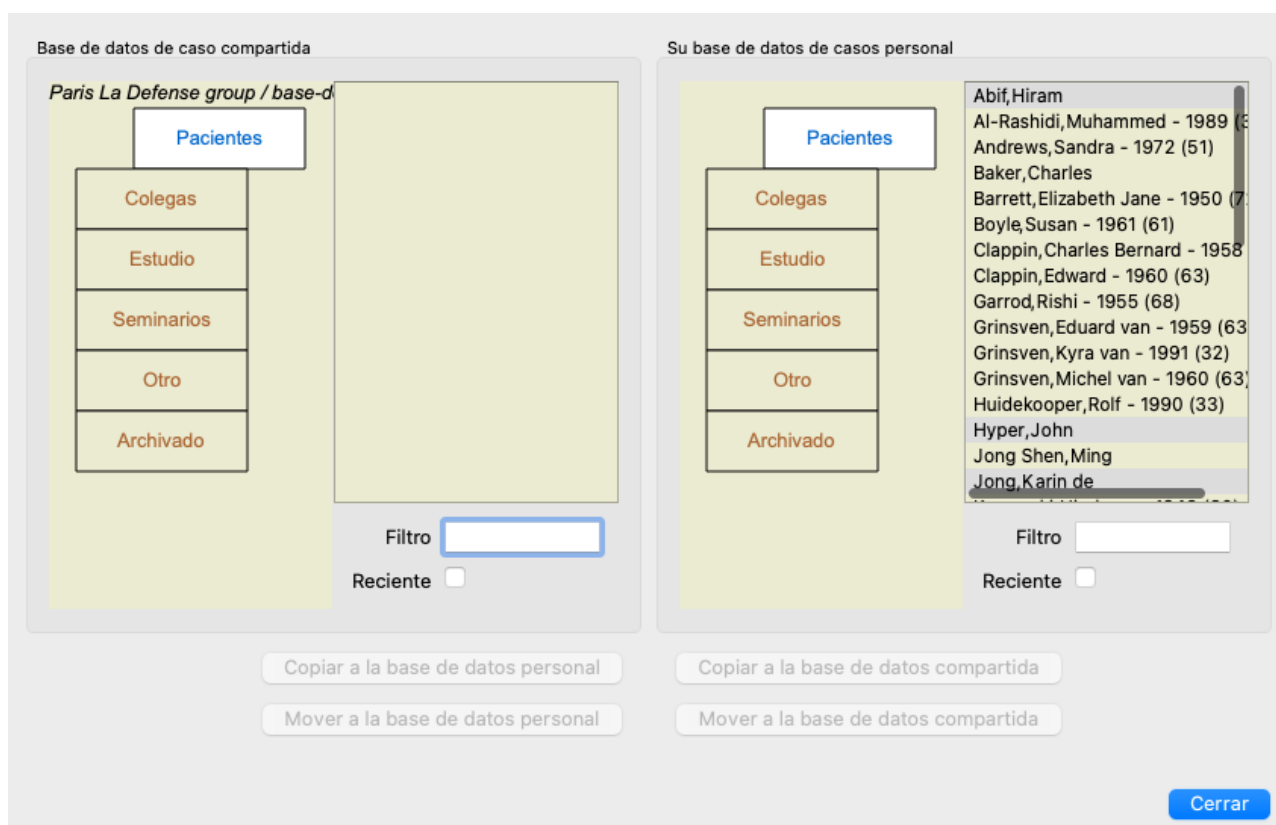 Base de datos de caso compartida
Paris La Defense group / base-d
Pacientes
Colegas
Estudio
Seminarios
Otro
Archivado
Filtro
Reciente
Copiar a la base de datos personal
Mover a la base de datos personal
Su base de datos de casos personal
Pacientes
Colegas
Estudio
Seminarios
Otro
Archivado
Abif,Hiram
Al-Rashidi,Muhammed - 1989 (3
Andrews,Sandra - 1972 (51)
Baker,Charles
Barrett,Elizabeth Jane - 1950 (7
Boyle,Susan - 1961 (61)
Clappin,Charles Bernard - 1958
Clappin,Edward - 1960 (63)
Garrod,Rishi - 1955 (68)
Grinsven,Eduard van - 1959 (63
Grinsven,Kyra van - 1991 (32)
Grinsven,Michel van - 1960 (63)
Huidekooper,Rolf - 1990 (33)
Hyper,John
Jong Shen,Ming
Jong,Karin de
Filtro
Reciente
Copiar a la base de datos compartida
Mover a la base de datos compartida
Cerrar